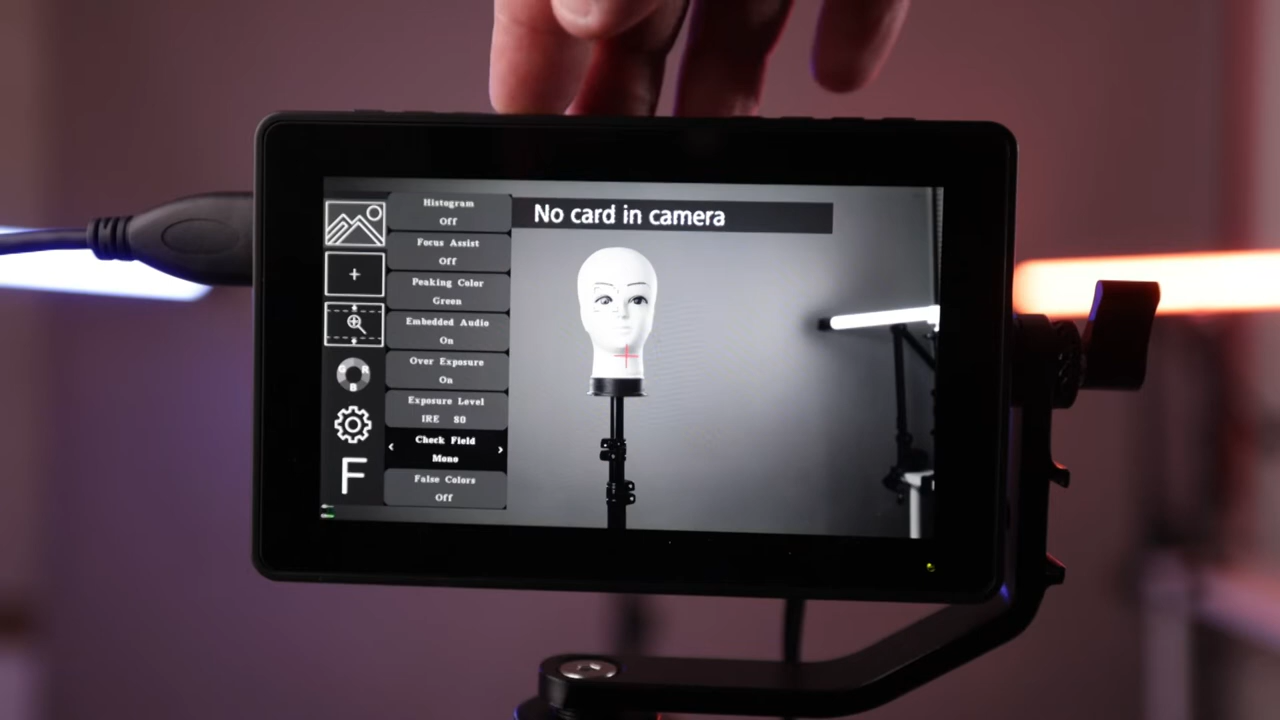 Histogram
Off
Focus Assist
Off
Peaking Color
Green
Embedded Audio
On
Over Exposure
On
Exposure Level
IRE 80
Check Field
Mono
False Colors
Off
G R
B
F
No card in camera